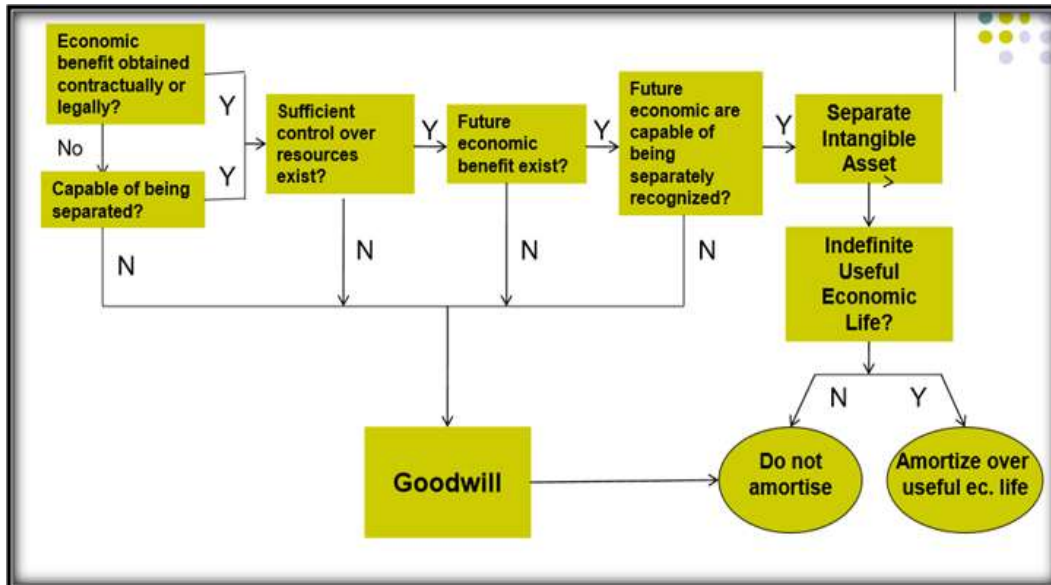 Economic
benefit obtained
contractually or
legally?
Y
No
Y
Capable of being
separated?
N
Sufficient
control over
resources
exist?
Y
N
Future
economic
benefit exist?
Y
N
Future
economic are
capable of
being
separately
recognized?
Y
N
Separate
Intangible
Asset
Indefinite
Useful
Economic
Life?
N
Y
Goodwill
Do not
amortise
Amortize over
useful ec. life